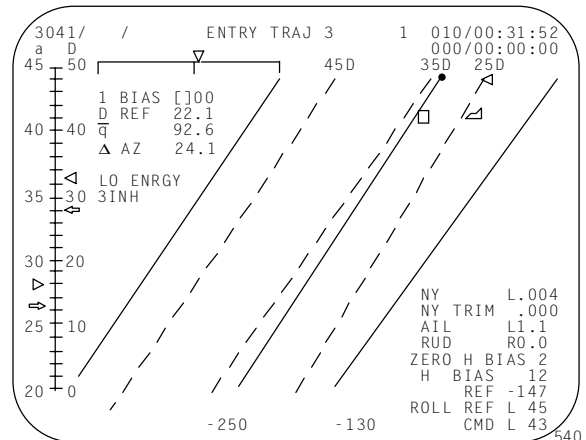 3041/ / ENTRY TRAJ 3 1 010/00:31:52
000/00:00:00
a D
45 50 45D 35D 25D
1 BIAS []00
D REF 22.1
q̅ 92.6
Δ AZ 24.1
40 40
LO ENRGY
35 30 3INH
30 20
NY L.004
NY TRIM .000
25 10 AIL L1.1
RUD R0.0
ZERO H BIAS 2
H BIAS 12
20 0 REF -147
ROLL REF L 45
-250 -130 CMD L 43
540